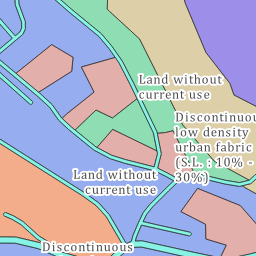 Land without
current use
Discontinuous
low density
urban fabric
(S.L. : 10% -
30%)
Land without
current use
Discontinuous